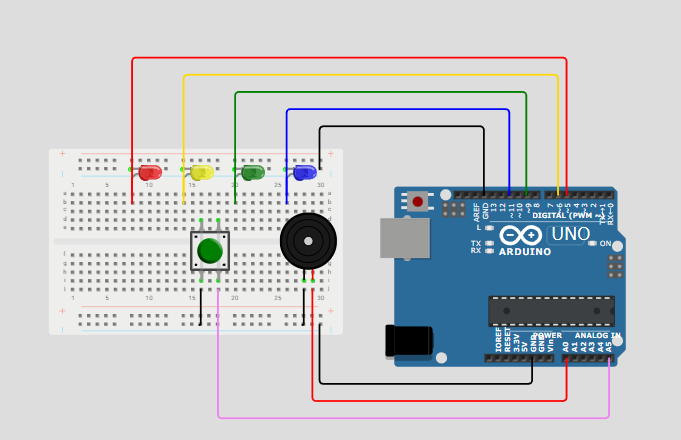 + +
- -
1 5 10 15 20 25 30
a a
b b
c c
d d
e e
f f
g g
h h
i i
j j
1 5 10 15 20 25 30
+ +
- -
AREF
GND
13
12
~11
~10
~9
8
7
~6
~5
4
~3
2
TX→1
RX←0
DIGITAL (PWM ~)
L
TX
RX
UNO
ON
ARDUINO
IOREF
RESET
3.3V
5V
GND
GND
Vin
POWER
ANALOG IN
A0
A1
A2
A3
A4
A5